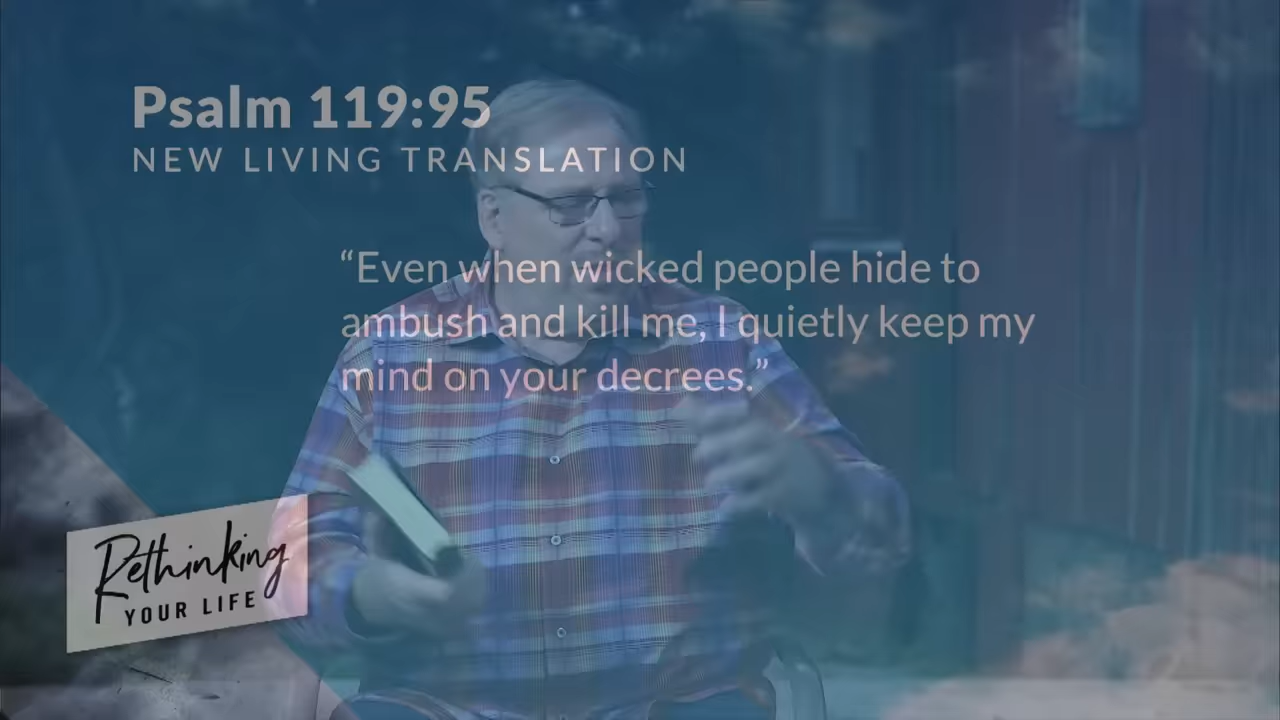 Psalm 119:95
NEW LIVING TRANSLATION
“Even when wicked people hide to
ambush and kill me, I quietly keep my
mind on your decrees.”
Rethinking
YOUR LIFE